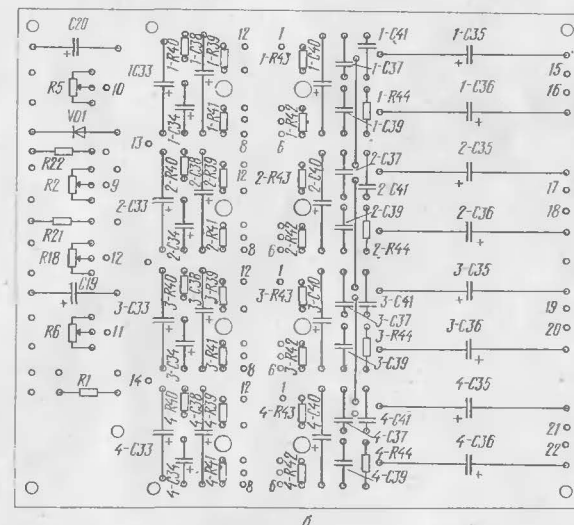 C20
R5
10
VD1
R22
R2
9
R21
R18
12
C19
R6
11
R1
13
14
1C33
1-R40
1-C38
1-R39
1-C34
1-R41
12
8
1
6
1-R43
1-R42
1-C40
1-C41
1-C37
1-R44
1-C39
1-C35
1-C36
15
16
2-C33
2-R40
2-C38
2-R39
2-C34
2-R41
12
8
6
2-R43
2-R42
2-C40
2-C37
2-C41
2-C39
2-R44
2-C35
2-C36
17
18
3-C33
3-R40
3-C38
3-R39
3-C34
3-R41
12
8
1
6
3-R43
3-R42
3-C40
3-C41
3-C37
3-R44
3-C39
3-C35
3-C36
19
20
4-C33
4-R40
4-C38
4-R39
4-C34
4-R41
12
8
1
6
4-R43
4-R42
4-C40
4-C41
4-C37
4-R44
4-C39
4-C35
4-C36
21
22
б